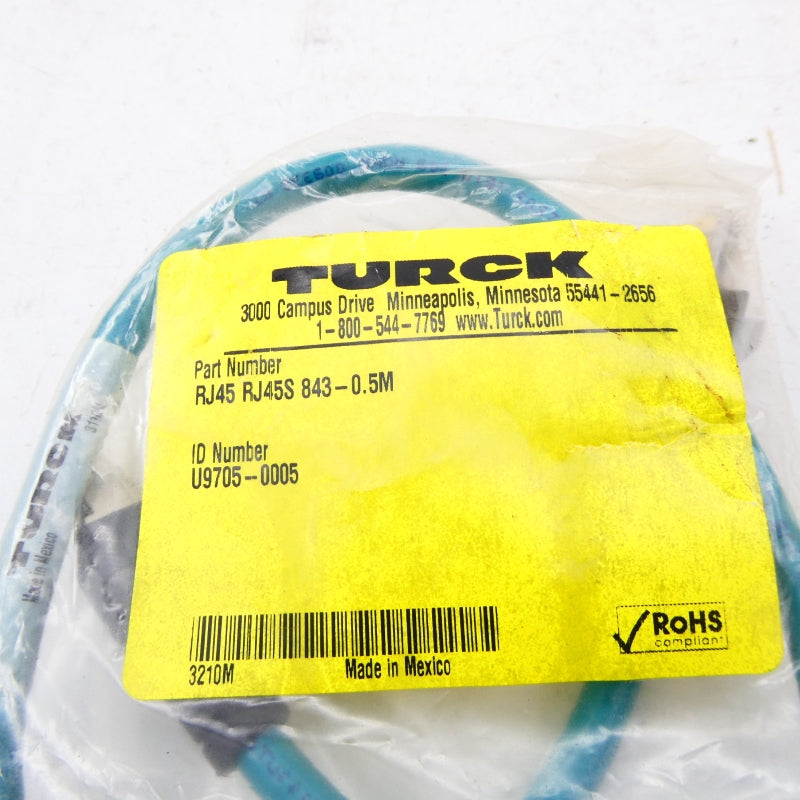 TURCK
3000 Campus Drive Minneapolis, Minnesota 55441-2656
1-800-544-7769 www.Turck.com
Part Number
RJ45 RJ45S 843-0.5M
ID Number
U9705-0005
3210M
Made in Mexico
RoHS
compliant
TURCK
Made in Mexico